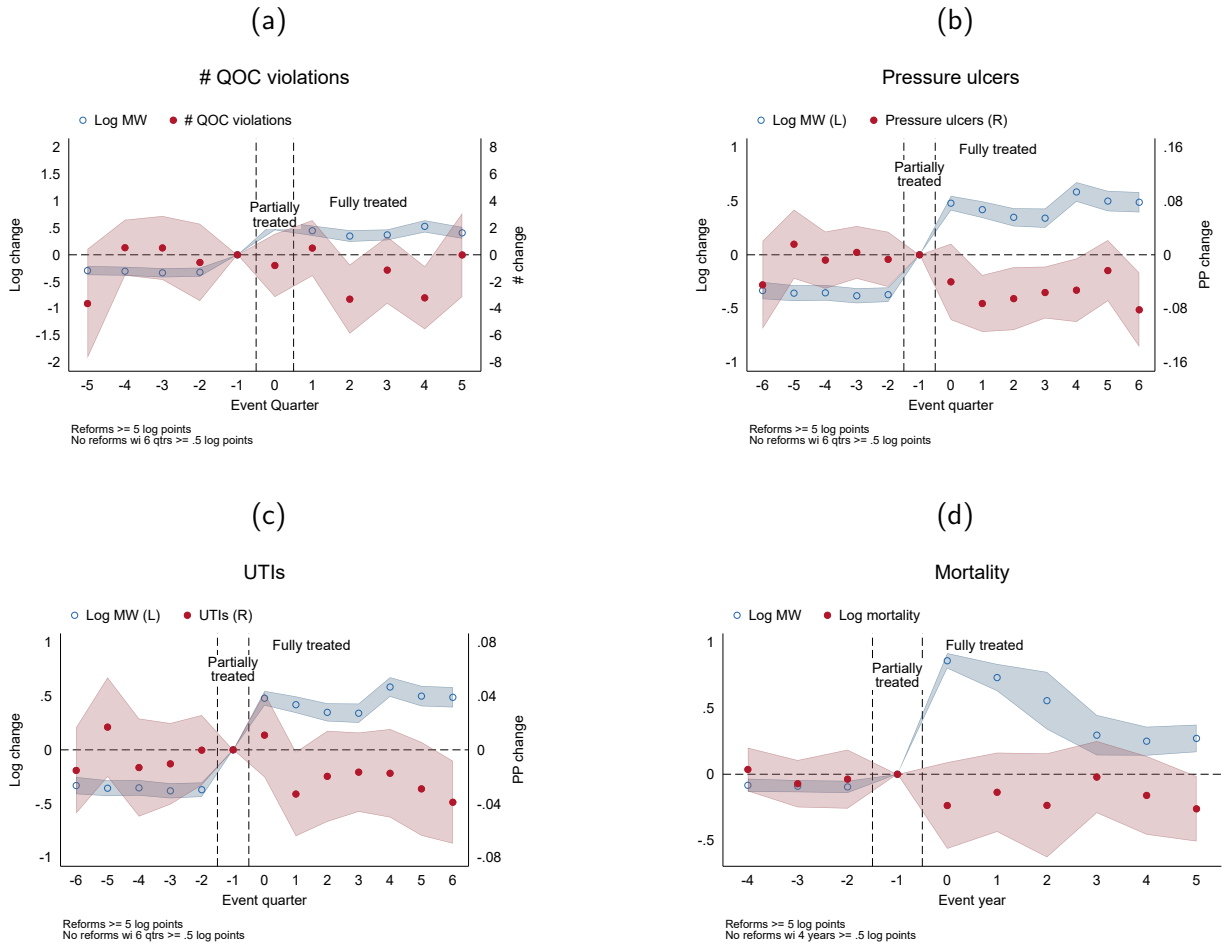 (a)
# QOC violations
Log MW # QOC violations
2
1.5
1
.5
0
-.5
-1
-1.5
-2
Log change
Partially
treated
Fully treated
8
6
4
2
0
-2
-4
-6
-8
# change
-5 -4 -3 -2 -1 0 1 2 3 4 5
Event Quarter
Reforms >= 5 log points
No reforms wi 6 qtrs >= .5 log points
(b)
Pressure ulcers
Log MW (L) Pressure ulcers (R)
1
.5
0
-.5
-1
Log change
Partially
treated
Fully treated
.16
.08
0
-.08
-.16
PP change
-6 -5 -4 -3 -2 -1 0 1 2 3 4 5 6
Event quarter
Reforms >= 5 log points
No reforms wi 6 qtrs >= .5 log points
(c)
UTIs
Log MW (L) UTIs (R)
1
.5
0
-.5
-1
Log change
Partially
treated
Fully treated
.08
.04
0
-.04
-.08
PP change
-6 -5 -4 -3 -2 -1 0 1 2 3 4 5 6
Event quarter
Reforms >= 5 log points
No reforms wi 6 qtrs >= .5 log points
(d)
Mortality
Log MW Log mortality
1
.5
0
-.5
Log change
Partially
treated
Fully treated
-4 -3 -2 -1 0 1 2 3 4 5
Event year
Reforms >= 5 log points
No reforms wi 4 years >= .5 log points